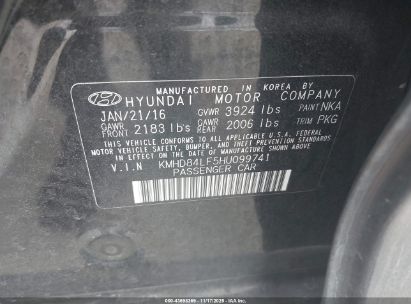 MANUFACTURED IN KOREA BY
HYUNDAI MOTOR COMPANY
JAN/21/16 GVWR 3924 lbs PAINT NKA
GAWR FRONT 2183 lbs GAWR REAR 2006 lbs TRIM PKG
THIS VEHICLE CONFORMS TO ALL APPLICABLE U.S.A. FEDERAL
MOTOR VEHICLE SAFETY, BUMPER, AND THEFT PREVENTION
STANDARDS IN EFFECT ON THE DATE OF MANUFACTURE
SHOWN ABOVE.
V.I.N KMHD84LF5HU099741
PASSENGER CAR